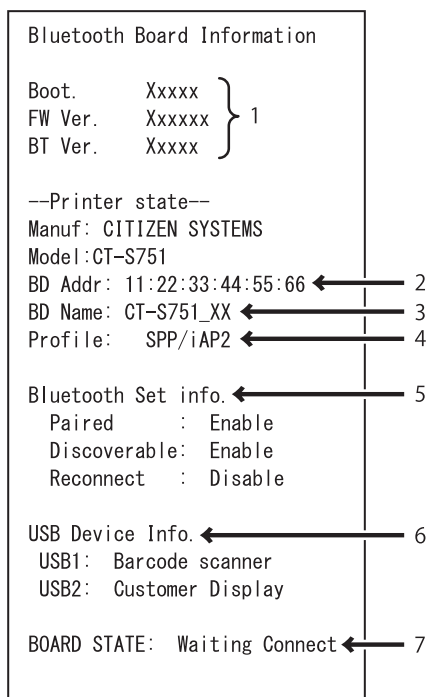 Bluetooth Board Information
Boot. Xxxxx
FW Ver. Xxxxxx 1
BT Ver. Xxxxx
--Printer state--
Manuf: CITIZEN SYSTEMS
Model:CT-S751
BD Addr: 11:22:33:44:55:66 2
BD Name: CT-S751_XX 3
Profile: SPP/iAP2 4
Bluetooth Set info. 5
Paired : Enable
Discoverable: Enable
Reconnect : Disable
USB Device Info. 6
USB1: Barcode scanner
USB2: Customer Display
BOARD STATE: Waiting Connect 7